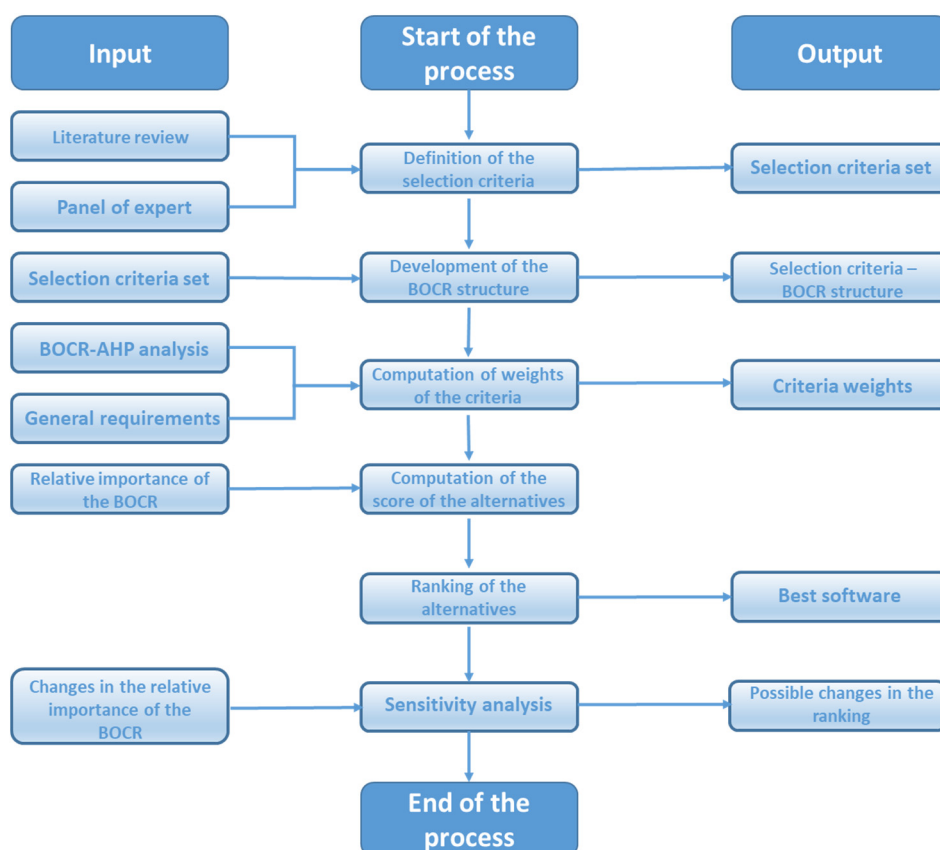 Input
Start of the
process
Output
Literature review
Panel of expert
Definition of the
selection criteria
Selection criteria set
Selection criteria set
Development of the
BOCR structure
Selection criteria –
BOCR structure
BOCR-AHP analysis
General requirements
Computation of weights
of the criteria
Criteria weights
Relative importance of
the BOCR
Computation of the
score of the alternatives
Ranking of the
alternatives
Best software
Changes in the relative
importance of the
BOCR
Sensitivity analysis
Possible changes in the
ranking
End of the
process